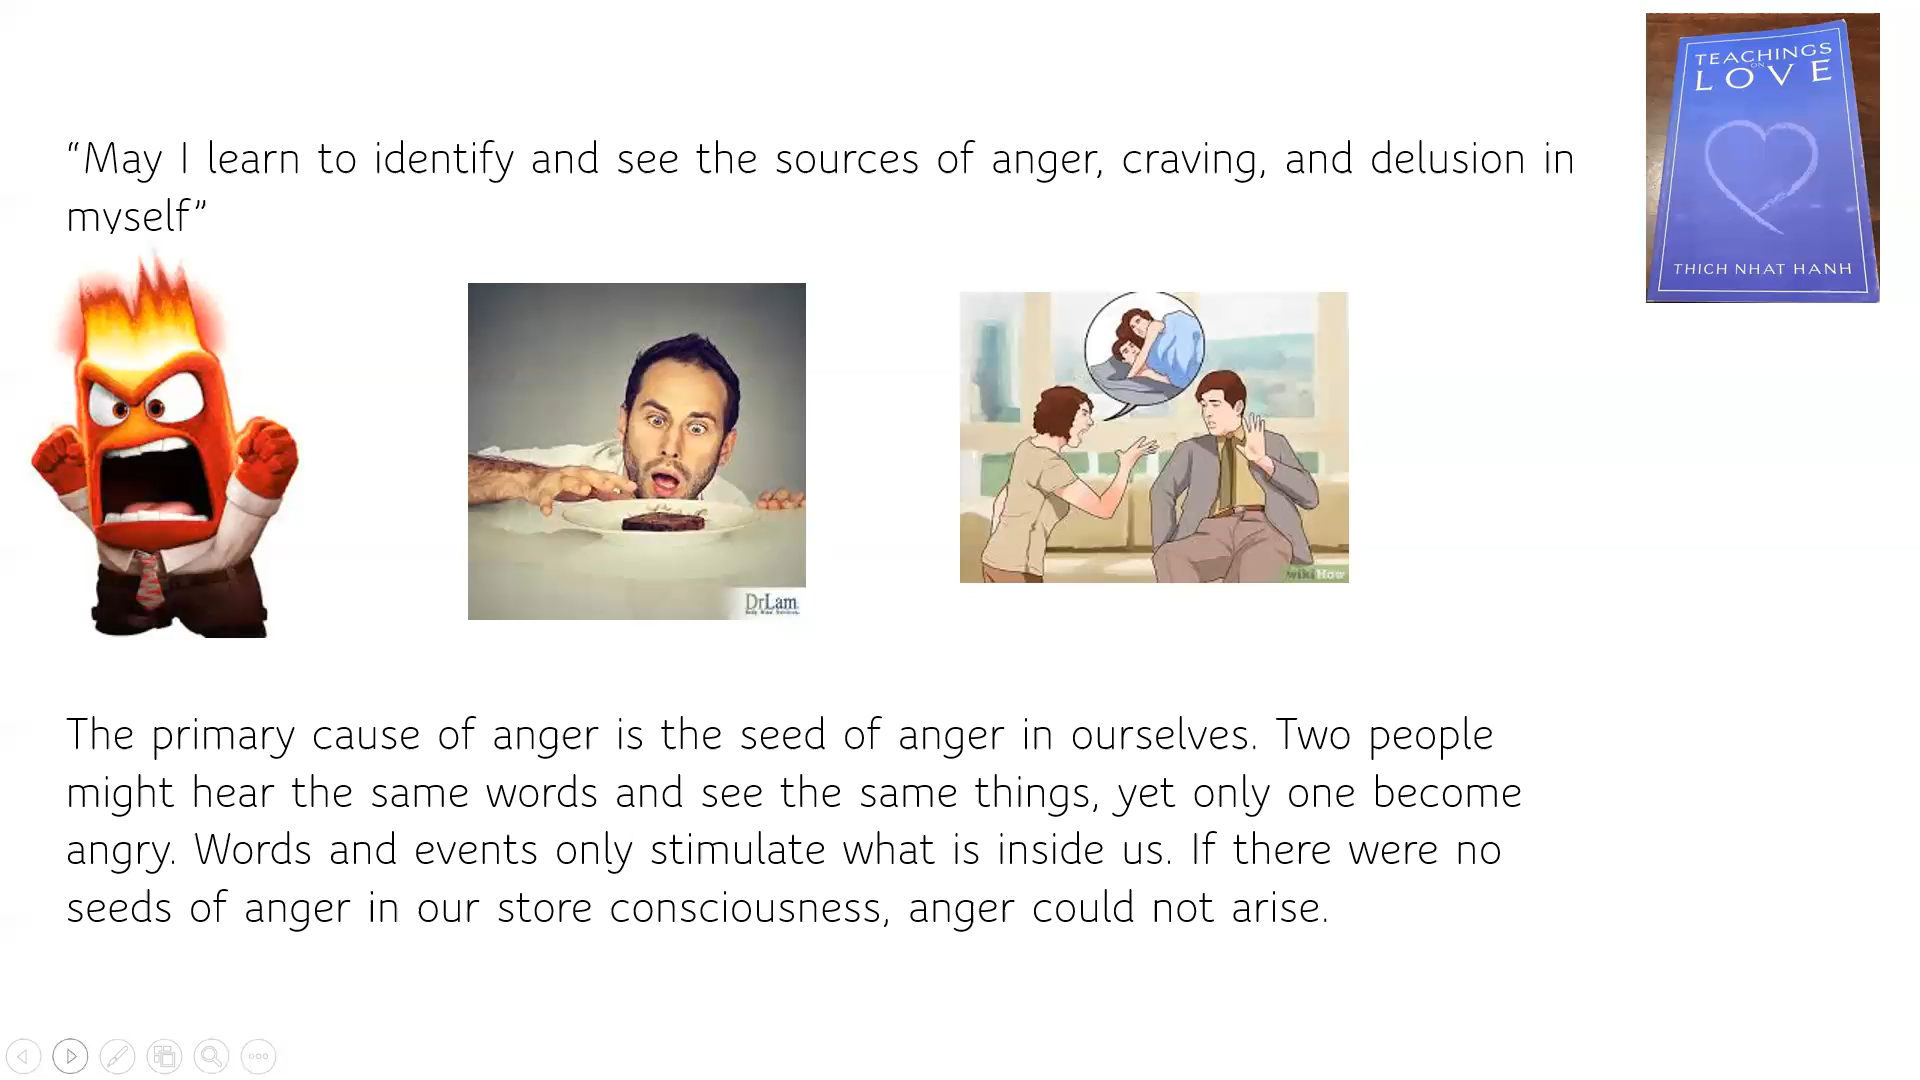 “May I learn to identify and see the sources of anger, craving, and delusion in
myself”
TEACHINGS
ON
LOVE
THICH NHAT HANH
DrLam
wikiHow
The primary cause of anger is the seed of anger in ourselves. Two people
might hear the same words and see the same things, yet only one become
angry. Words and events only stimulate what is inside us. If there were no
seeds of anger in our store consciousness, anger could not arise.